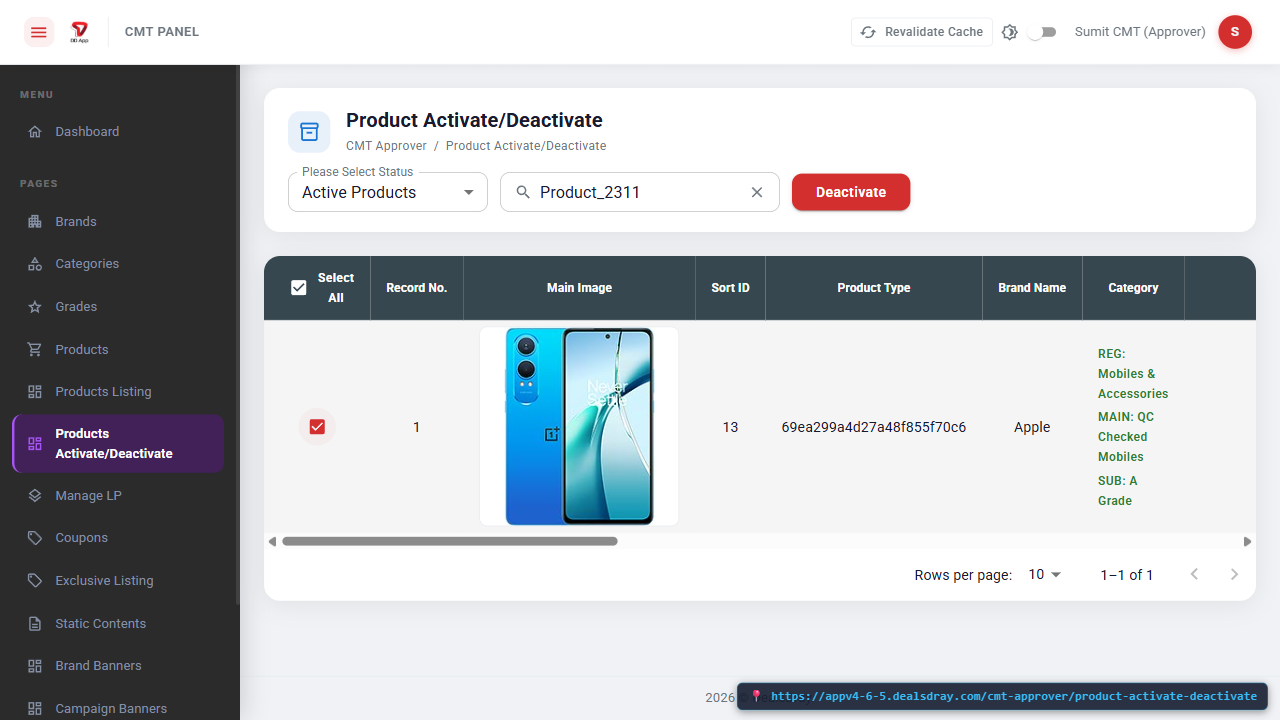 DD App
CMT PANEL
Revalidate Cache
Sumit CMT (Approver)
S
MENU
Dashboard
PAGES
Brands
Categories
Grades
Products
Products Listing
Products
Activate/Deactivate
Manage LP
Coupons
Exclusive Listing
Static Contents
Brand Banners
Campaign Banners
Product Activate/Deactivate
CMT Approver / Product Activate/Deactivate
Please Select Status
Active Products
Product_2311
Deactivate
Select
All
Record No.
Main Image
Sort ID
Product Type
Brand Name
Category
1
Never
Settle
13
69ea299a4d27a48f855f70c6
Apple
REG:
Mobiles &
Accessories
MAIN: QC
Checked
Mobiles
SUB: A
Grade
Rows per page:
10
1–1 of 1
2026
https://appv4-6-5.dealsdray.com/cmt-approver/product-activate-deactivate